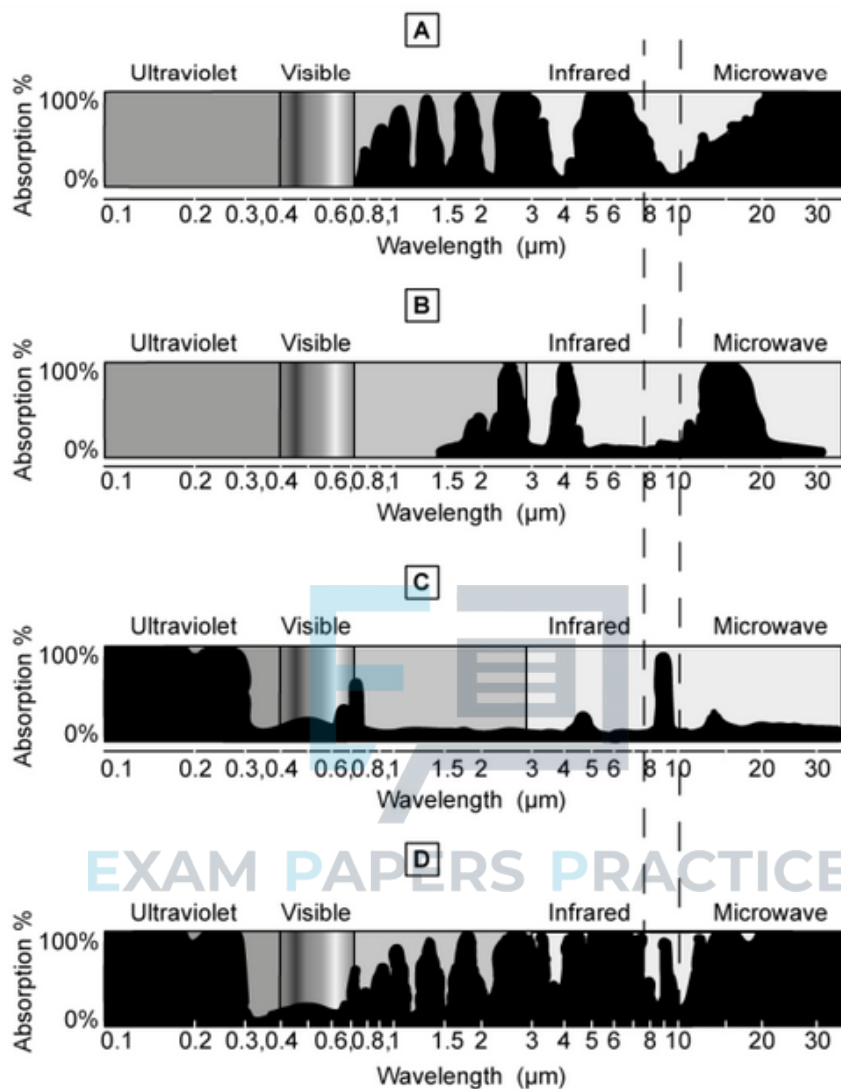 A
Ultraviolet Visible Infrared Microwave
Absorption %
100%
0%
0.1 0.2 0.3,0.4 0.6,0.8,1 1.5 2 3 4 5 6 8 10 20 30
Wavelength (µm)
B
Ultraviolet Visible Infrared Microwave
Absorption %
100%
0%
0.1 0.2 0.3,0.4 0.6,0.8,1 1.5 2 3 4 5 6 8 10 20 30
Wavelength (µm)
C
Ultraviolet Visible Infrared Microwave
Absorption %
100%
0%
0.1 0.2 0.3,0.4 0.6,0.8,1 1.5 2 3 4 5 6 8 10 20 30
Wavelength (µm)
EXAM PAPERS PRACTICE
D
Ultraviolet Visible Infrared Microwave
Absorption %
100%
0%
0.1 0.2 0.3,0.4 0.6,0.8,1 1.5 2 3 4 5 6 8 10 20 30
Wavelength (µm)